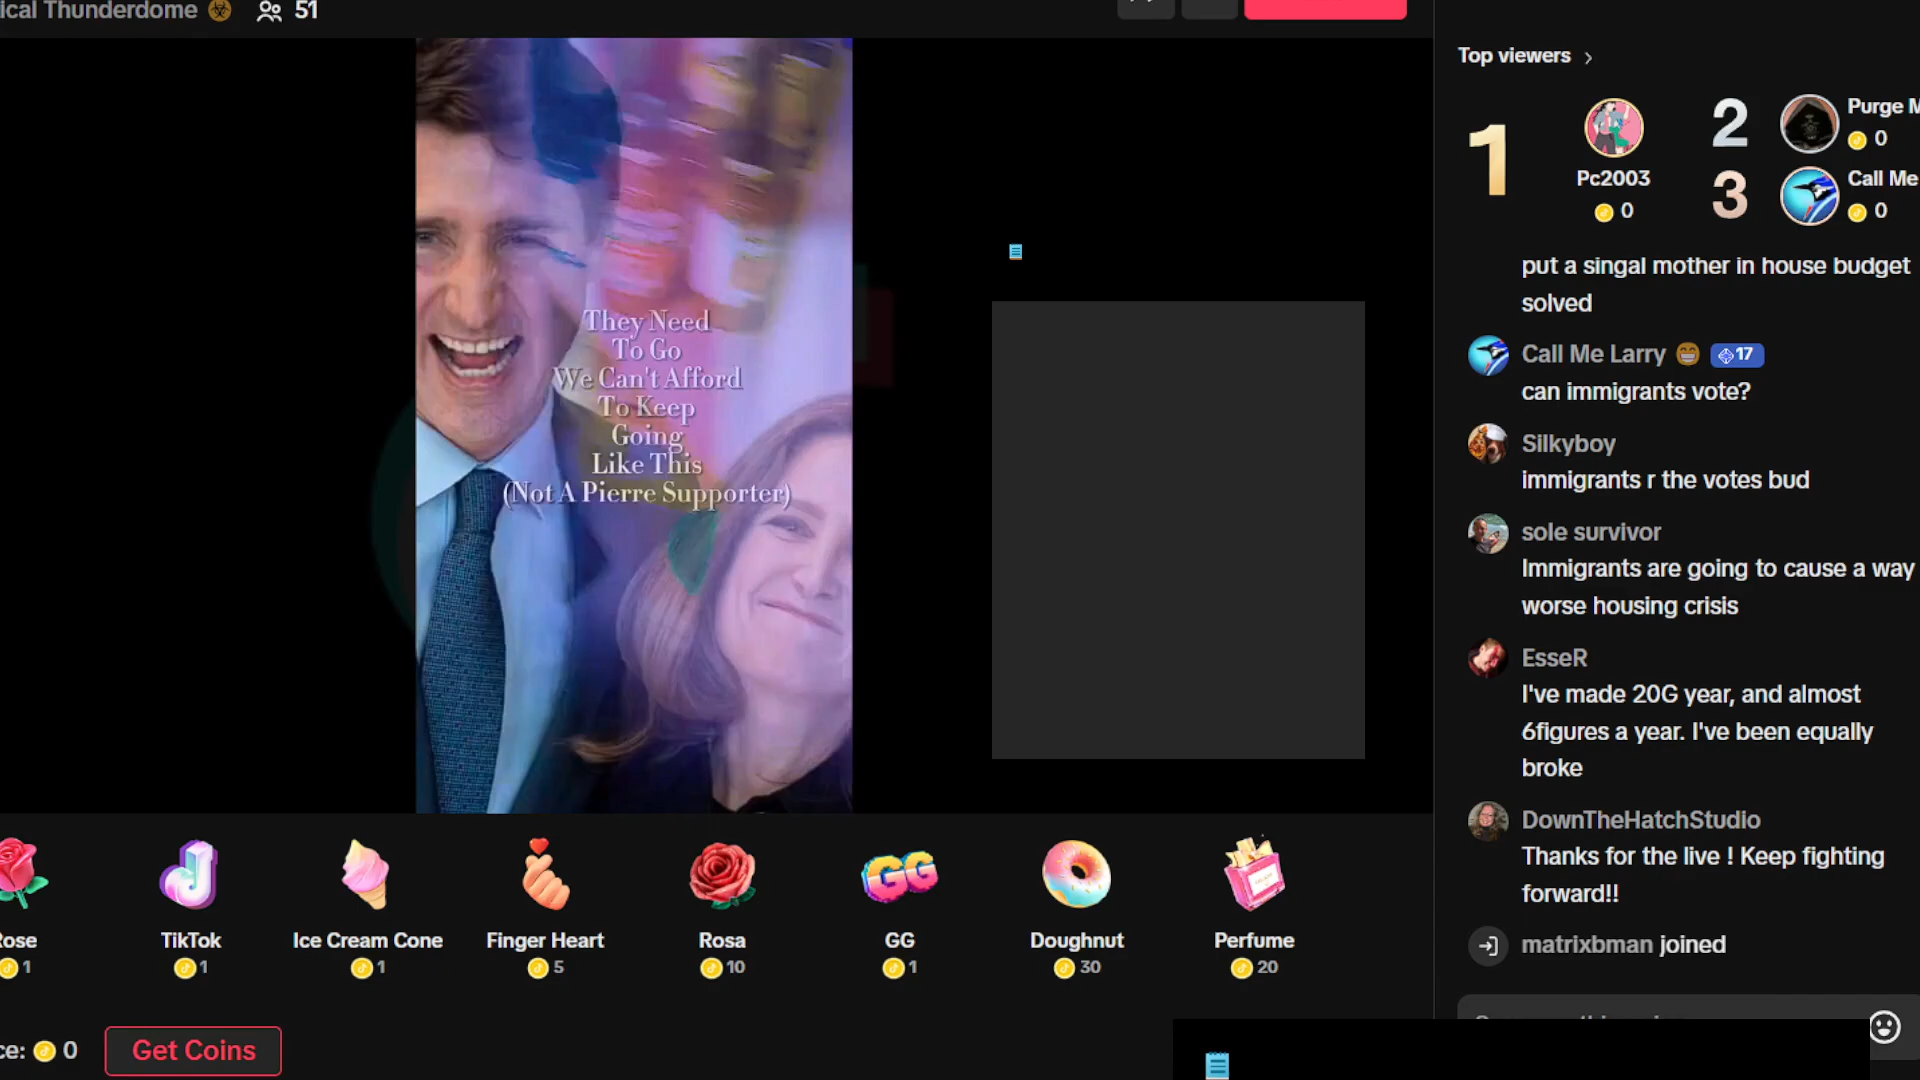 ical Thunderdome
51
They Need
To Go
We Can't Afford
To Keep
Going
Like This
(Not A Pierre Supporter)
Top viewers
1
Pc2003
0
2
Purge M
0
3
Call Me
0
put a singal mother in house budget
solved
Call Me Larry 17
can immigrants vote?
Silkyboy
immigrants r the votes bud
sole survivor
Immigrants are going to cause a way
worse housing crisis
EsseR
I've made 20G year, and almost
6figures a year. I've been equally
broke
DownTheHatchStudio
Thanks for the live ! Keep fighting
forward!!
matrixbman joined
Rose
1
TikTok
1
Ice Cream Cone
1
Finger Heart
5
Rosa
10
GG
GG
1
Doughnut
30
Perfume
20
ce: 0
Get Coins